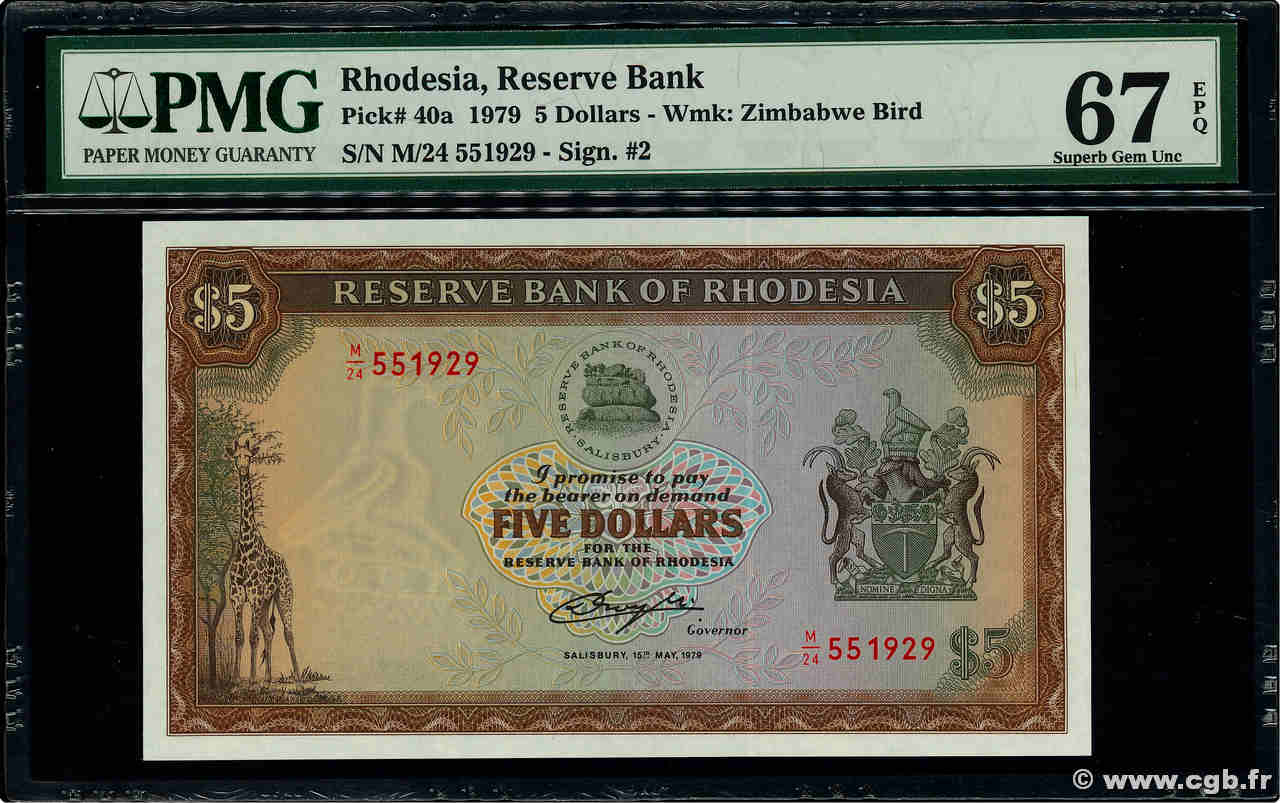 PMG
PAPER MONEY GUARANTY
Rhodesia, Reserve Bank
Pick# 40a 1979 5 Dollars - Wmk: Zimbabwe Bird
S/N M/24 551929 - Sign. #2
67
EPQ
Superb Gem Unc
RESERVE BANK OF RHODESIA
$5
$5
M/24 551929
RESERVE BANK OF RHODESIA
SALISBURY
I promise to pay
the bearer on demand
FIVE DOLLARS
FOR THE
RESERVE BANK OF RHODESIA
Governor
SALISBURY, 15TH MAY, 1979
NOMINE
DIGNA
M/24 551929
$5
© www.cgb.fr